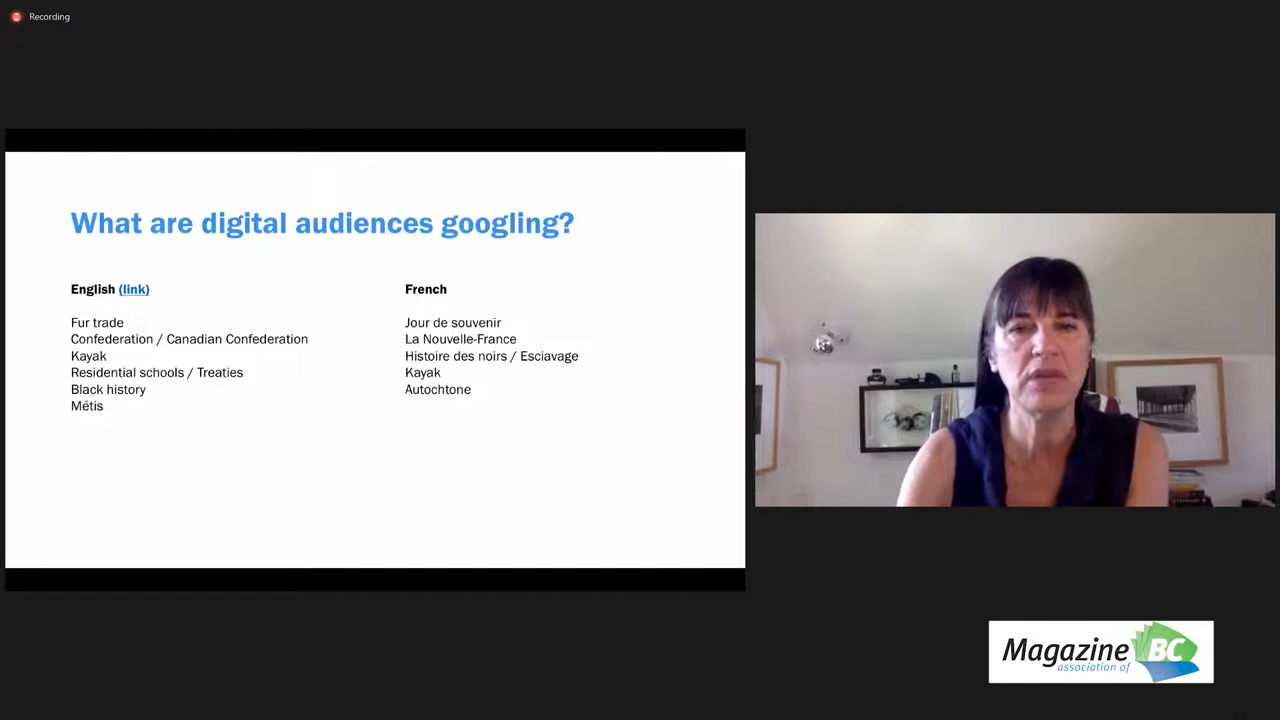 Recording
What are digital audiences googling?
English (link)
Fur trade
Confederation / Canadian Confederation
Kayak
Residential schools / Treaties
Black history
Métis
French
Jour de souvenir
La Nouvelle-France
Histoire des noirs / Esciavage
Kayak
Autochtone
Magazine BC
association of